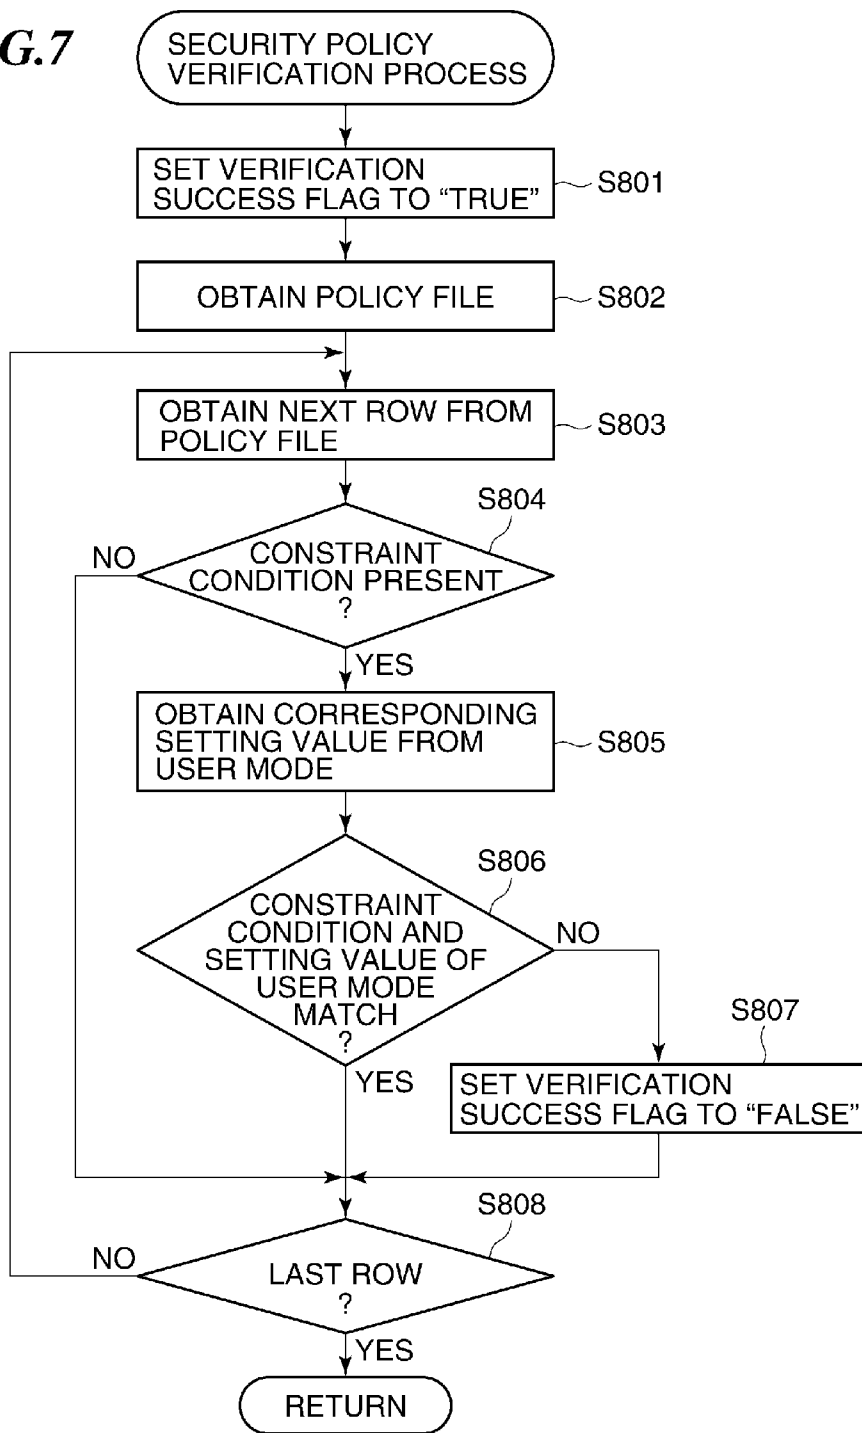 G.7
SECURITY POLICY
VERIFICATION PROCESS
SET VERIFICATION
SUCCESS FLAG TO “TRUE”
S801
OBTAIN POLICY FILE
S802
OBTAIN NEXT ROW FROM
POLICY FILE
S803
S804
NO
CONSTRAINT
CONDITION PRESENT
?
YES
OBTAIN CORRESPONDING
SETTING VALUE FROM
USER MODE
S805
S806
CONSTRAINT
CONDITION AND
SETTING VALUE OF
USER MODE
MATCH
?
NO
YES
S807
SET VERIFICATION
SUCCESS FLAG TO “FALSE”
S808
NO
LAST ROW
?
YES
RETURN